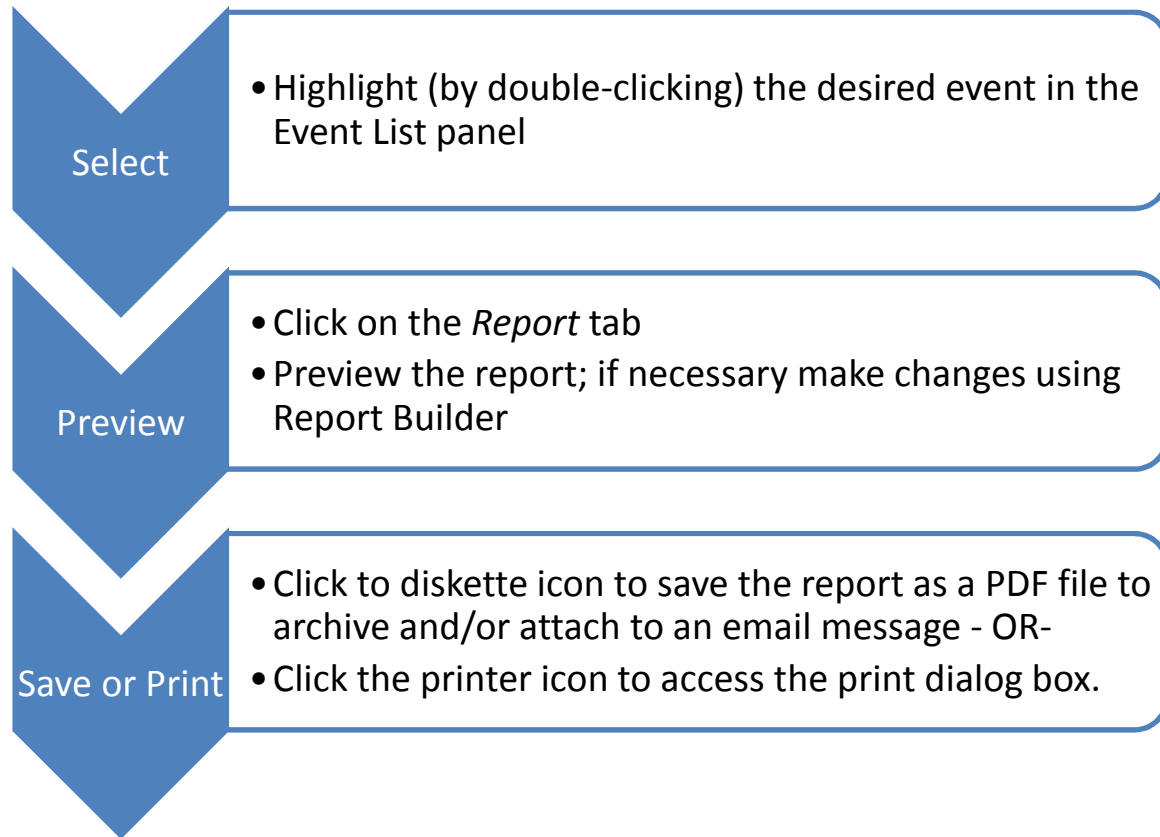 Select
• Highlight (by double-clicking) the desired event in the
Event List panel
Preview
• Click on the Report tab
• Preview the report; if necessary make changes using
Report Builder
Save or Print
• Click to diskette icon to save the report as a PDF file to
archive and/or attach to an email message - OR-
• Click the printer icon to access the print dialog box.